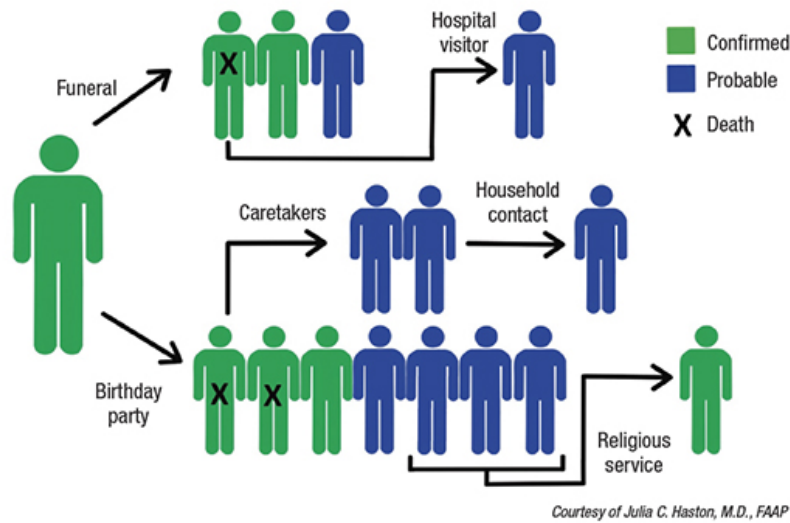 Hospital
visitor
Confirmed
Funeral
X
Probable
X Death
Caretakers
Household
contact
Birthday
party
X X
Religious
service
Courtesy of Julia C. Haston, M.D., FAAP